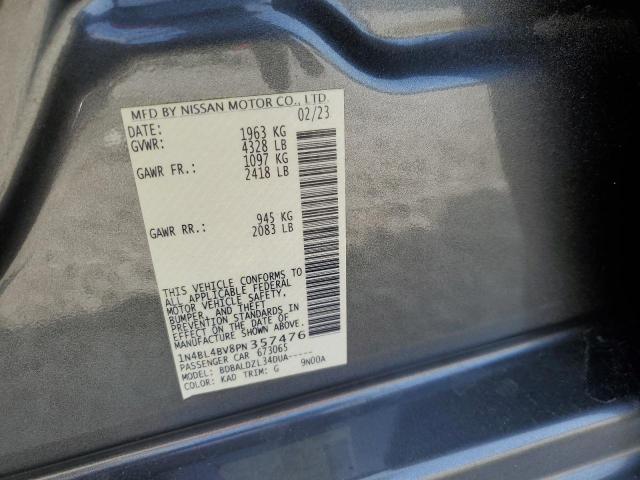 MFD BY NISSAN MOTOR CO., LTD.
DATE: 02/23
GVWR: 1963 KG
4328 LB
GAWR FR.: 1097 KG
2418 LB
GAWR RR.: 945 KG
2083 LB
THIS VEHICLE CONFORMS TO
ALL APPLICABLE FEDERAL
MOTOR VEHICLE SAFETY,
BUMPER, AND THEFT
PREVENTION STANDARDS IN
EFFECT ON THE DATE OF
MANUFACTURE SHOWN ABOVE.
1N4BL4BV8PN357476
PASSENGER CAR 673065
MODEL: BDBALDZL34DUA-----
COLOR: KAD TRIM: G 9N00A